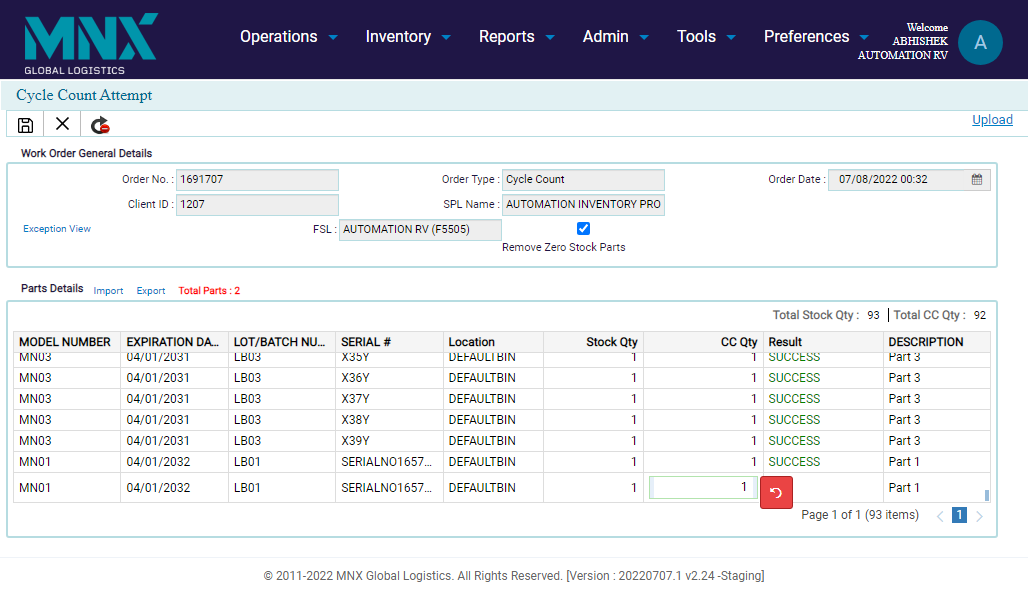 MNX
GLOBAL LOGISTICS
Operations Inventory Reports Admin Tools Preferences
Welcome
ABHISHEK
AUTOMATION RV
A
Cycle Count Attempt
Upload
Work Order General Details
Order No. : 1691707 Order Type : Cycle Count Order Date : 07/08/2022 00:32
Client ID : 1207 SPL Name : AUTOMATION INVENTORY PRO
Exception View FSL : AUTOMATION RV (F5505)
Remove Zero Stock Parts
Parts Details Import Export Total Parts : 2
Total Stock Qty : 93 Total CC Qty : 92
MODEL NUMBER EXPIRATION DA... LOT/BATCH NU... SERIAL # Location Stock Qty CC Qty Result DESCRIPTION
MN03 04/01/2031 LB03 X35Y DEFAULTBIN 1 1 SUCCESS Part 3
MN03 04/01/2031 LB03 X36Y DEFAULTBIN 1 1 SUCCESS Part 3
MN03 04/01/2031 LB03 X37Y DEFAULTBIN 1 1 SUCCESS Part 3
MN03 04/01/2031 LB03 X38Y DEFAULTBIN 1 1 SUCCESS Part 3
MN03 04/01/2031 LB03 X39Y DEFAULTBIN 1 1 SUCCESS Part 3
MN01 04/01/2032 LB01 SERIALNO1657... DEFAULTBIN 1 1 SUCCESS Part 1
MN01 04/01/2032 LB01 SERIALNO1657... DEFAULTBIN 1 1 Part 1
Page 1 of 1 (93 items) 1
© 2011-2022 MNX Global Logistics. All Rights Reserved. [Version : 20220707.1 v2.24 -Staging]